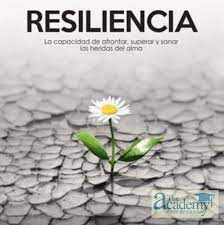 RESILIENCIA
La capacidad de afrontar, superar y sanar
las heridas del alma
the
academy